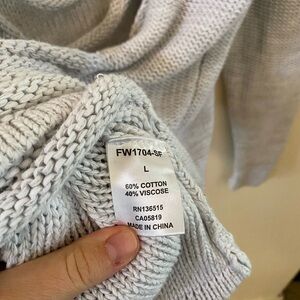 FW1704-SF
L
60% COTTON
40% VISCOSE
RN136515
CA05819
MADE IN CHINA